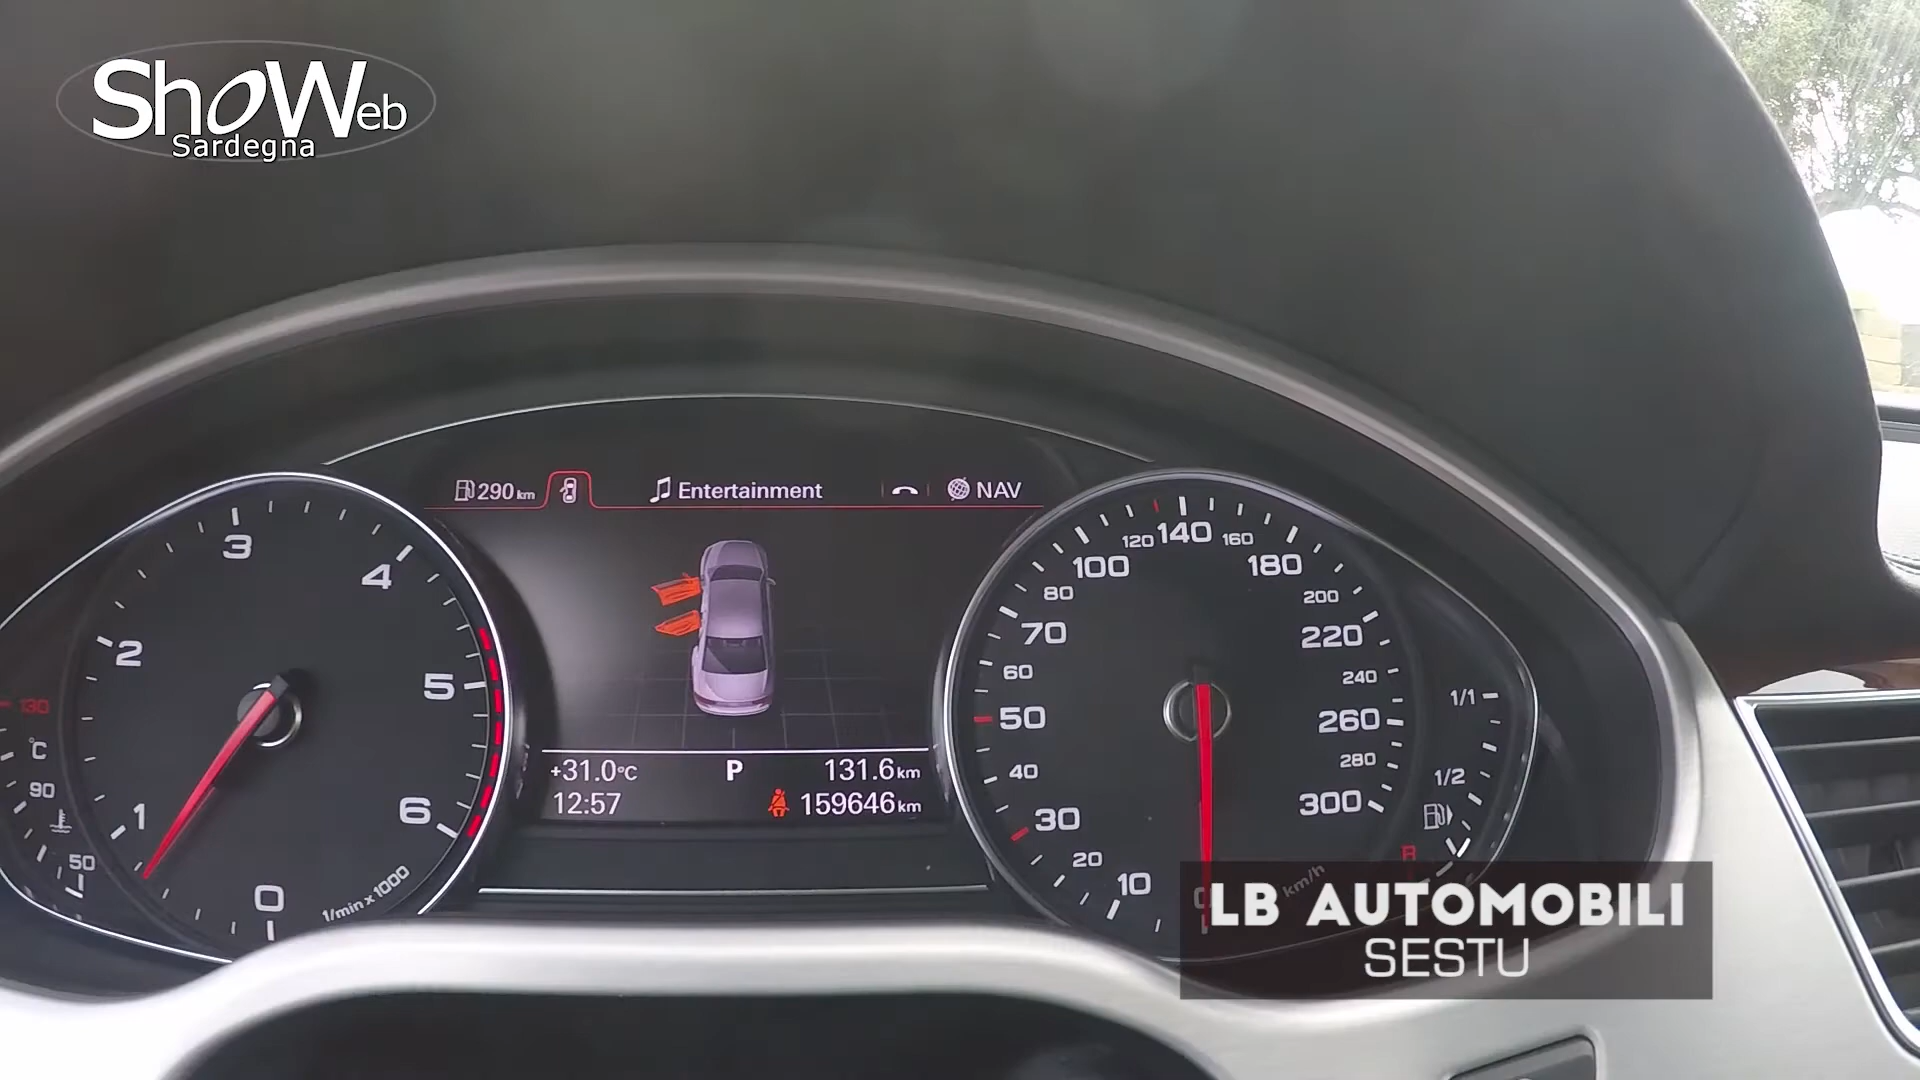 ShoWeb
Sardegna
290 km
Entertainment
NAV
3
4
2
5
1
6
0
1/min x 1000
130
°C
90
50
+31.0°C
P
131.6 km
12:57
159646 km
120 140 160
100
180
80
200
70
220
60
240
50
260
40
280
30
300
20
10
0
km/h
1/1
1/2
R
LB AUTOMOBILI
SESTU